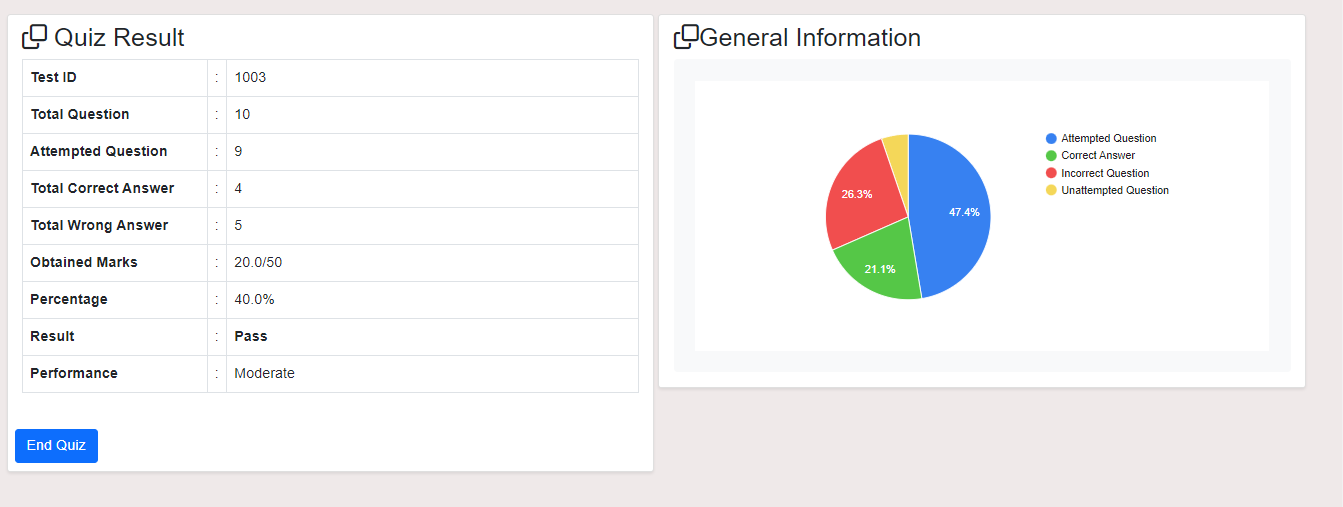 Quiz Result
Test ID : 1003
Total Question : 10
Attempted Question : 9
Total Correct Answer : 4
Total Wrong Answer : 5
Obtained Marks : 20.0/50
Percentage : 40.0%
Result : Pass
Performance : Moderate
End Quiz
General Information
47.4%
21.1%
26.3%
Attempted Question
Correct Answer
Incorrect Question
Unattempted Question